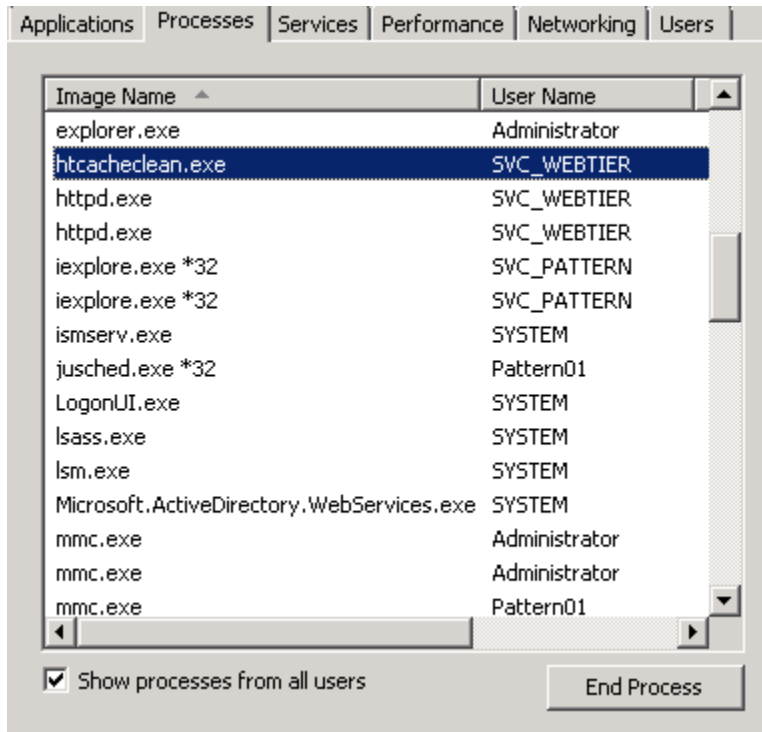 Applications Processes Services Performance Networking Users
Image Name User Name
explorer.exe Administrator
htcacheclean.exe SVC_WEBTIER
httpd.exe SVC_WEBTIER
httpd.exe SVC_WEBTIER
iexplore.exe *32 SVC_PATTERN
iexplore.exe *32 SVC_PATTERN
ismserv.exe SYSTEM
jusched.exe *32 Pattern01
LogonUI.exe SYSTEM
lsass.exe SYSTEM
lsm.exe SYSTEM
Microsoft.ActiveDirectory.WebServices.exe SYSTEM
mmc.exe Administrator
mmc.exe Administrator
mmc.exe Pattern01
Show processes from all users End Process